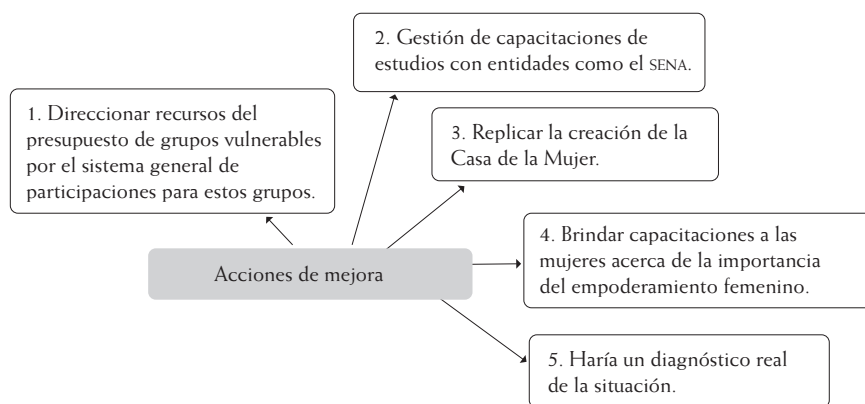 1. Direccionar recursos del
presupuesto de grupos vulnerables
por el sistema general de
participaciones para estos grupos.
2. Gestión de capacitaciones de
estudios con entidades como el SENA.
3. Replicar la creación de la
Casa de la Mujer.
Acciones de mejora
4. Brindar capacitaciones a las
mujeres acerca de la importancia
del empoderamiento femenino.
5. Haría un diagnóstico real
de la situación.